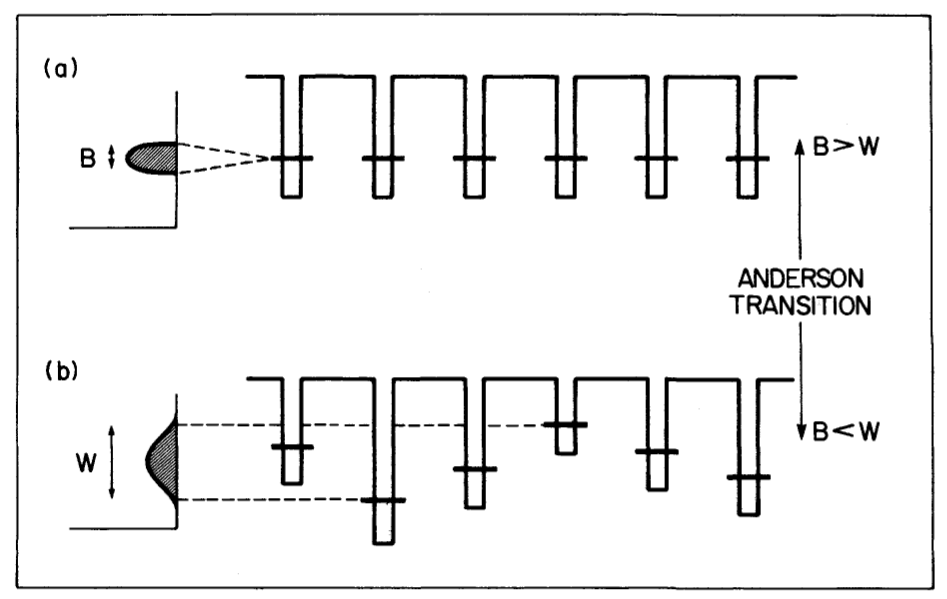 (a)
B
B > W
ANDERSON
TRANSITION
(b)
W
B < W